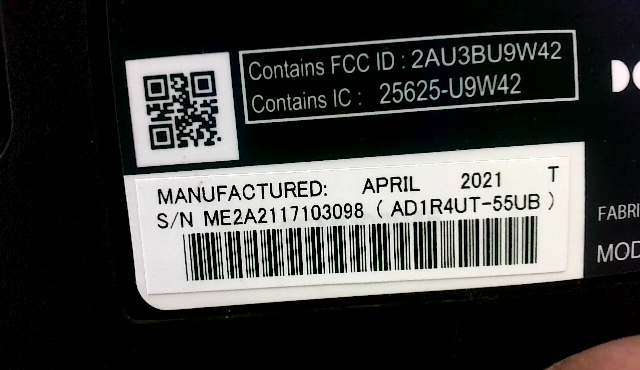 Contains FCC ID : 2AU3BU9W42
Contains IC : 25625-U9W42
MANUFACTURED: APRIL 2021 T
S/N ME2A2117103098 ( AD1R4UT-55UB )
FABRI
MOD